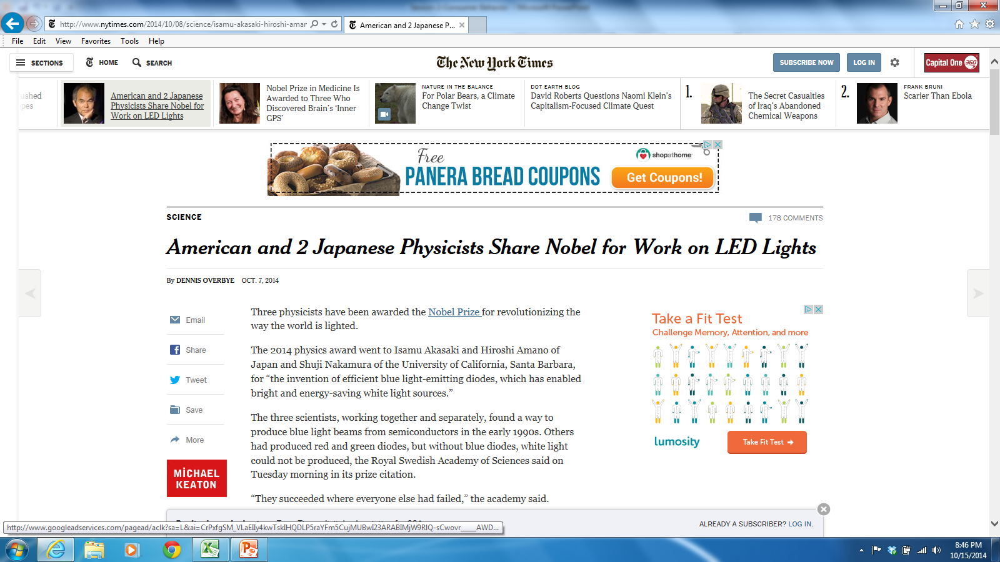 http://www.nytimes.com/2014/10/08/science/isamu-akasaki-hiroshi-amar
American and 2 Japanese P...
File Edit View Favorites Tools Help
SECTIONS HOME SEARCH
The New York Times
SUBSCRIBE NOW LOG IN
Capital One 360
ushed
pes
American and 2 Japanese
Physicists Share Nobel for
Work on LED Lights
Nobel Prize in Medicine Is
Awarded to Three Who
Discovered Brain's ‘Inner
GPS’
NATURE IN THE BALANCE
For Polar Bears, a Climate
Change Twist
DOT EARTH BLOG
David Roberts Questions Naomi Klein's
Capitalism-Focused Climate Quest
1.
The Secret Casualties
of Iraq's Abandoned
Chemical Weapons
2.
FRANK BRUNI
Scarier Than Ebola
Free
PANERA BREAD COUPONS
shopathome
Get Coupons!
SCIENCE
178 COMMENTS
American and 2 Japanese Physicists Share Nobel for Work on LED Lights
By DENNIS OVERBYE OCT. 7, 2014
Email
Share
Tweet
Save
More
MICHAEL
KEATON
Three physicists have been awarded the Nobel Prize for revolutionizing the
way the world is lighted.
The 2014 physics award went to Isamu Akasaki and Hiroshi Amano of
Japan and Shuji Nakamura of the University of California, Santa Barbara,
for “the invention of efficient blue light-emitting diodes, which has enabled
bright and energy-saving white light sources.”
The three scientists, working together and separately, found a way to
produce blue light beams from semiconductors in the early 1990s. Others
had produced red and green diodes, but without blue diodes, white light
could not be produced, the Royal Swedish Academy of Sciences said on
Tuesday morning in its prize citation.
“They succeeded where everyone else had failed,” the academy said.
Take a Fit Test
Challenge Memory, Attention, and more
lumosity
Take Fit Test
ALREADY A SUBSCRIBER? LOG IN.
8:46 PM
10/15/2014